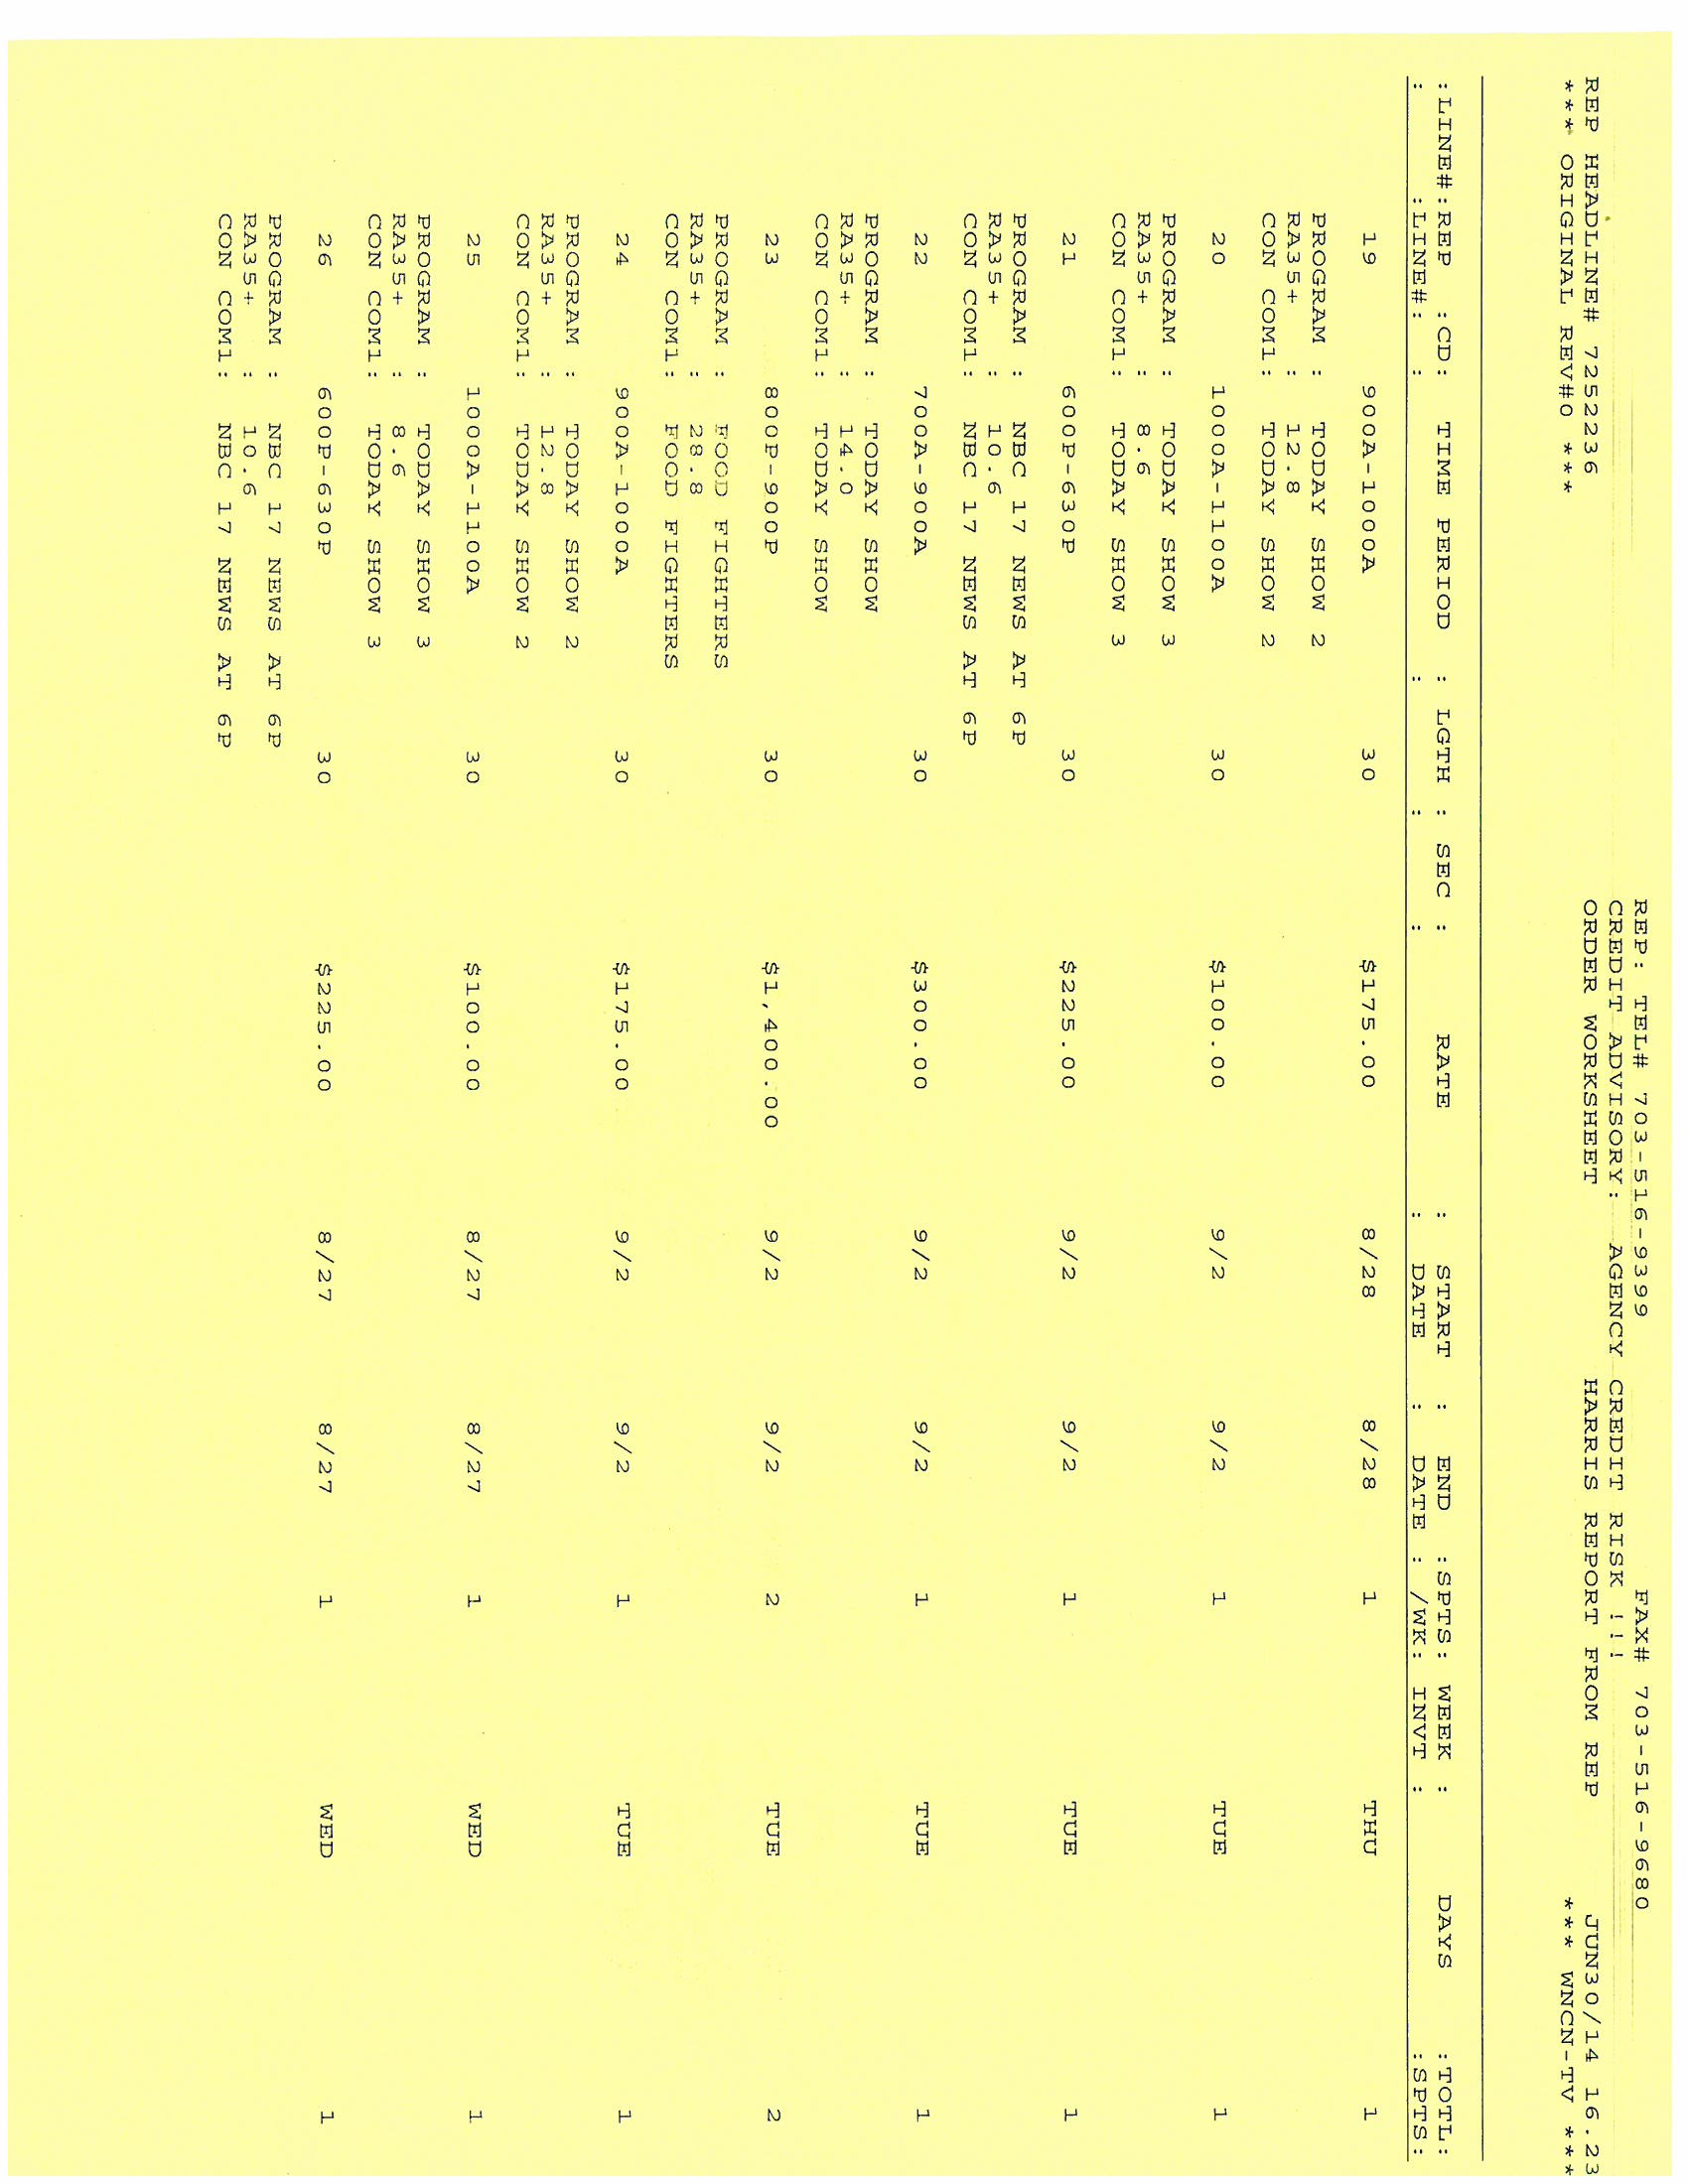 REP: TEL# 703-516-9399 FAX# 703-516-9680
CREDIT ADVISORY: AGENCY CREDIT RISK !!!
REP HEADLINE# 7252236 ORDER WORKSHEET HARRIS REPORT FROM REP JUN30/14 16.23
*** ORIGINAL REV#0 *** *** WNCN-TV ***
:LINE#:REP :CD: TIME PERIOD : LGTH : SEC : RATE : START : END :SPTS: WEEK : DAYS :TOTL:
: :LINE#: : : : : DATE : DATE : /WK: INVT : :SPTS:
19 900A-1000A 30 $175.00 8/28 8/28 1 THU 1
PROGRAM : TODAY SHOW 2
RA35+ : 12.8
CON COM1: TODAY SHOW 2
20 1000A-1100A 30 $100.00 9/2 9/2 1 TUE 1
PROGRAM : TODAY SHOW 3
RA35+ : 8.6
CON COM1: TODAY SHOW 3
21 600P-630P 30 $225.00 9/2 9/2 1 TUE 1
PROGRAM : NBC 17 NEWS AT 6P
RA35+ : 10.6
CON COM1: NBC 17 NEWS AT 6P
22 700A-900A 30 $300.00 9/2 9/2 1 TUE 1
PROGRAM : TODAY SHOW
RA35+ : 14.0
CON COM1: TODAY SHOW
23 800P-900P 30 $1,400.00 9/2 9/2 2 TUE 2
PROGRAM : FOOD FIGHTERS
RA35+ : 28.8
CON COM1: FOOD FIGHTERS
24 900A-1000A 30 $175.00 9/2 9/2 1 TUE 1
PROGRAM : TODAY SHOW 2
RA35+ : 12.8
CON COM1: TODAY SHOW 2
25 1000A-1100A 30 $100.00 8/27 8/27 1 WED 1
PROGRAM : TODAY SHOW 3
RA35+ : 8.6
CON COM1: TODAY SHOW 3
26 600P-630P 30 $225.00 8/27 8/27 1 WED 1
PROGRAM : NBC 17 NEWS AT 6P
RA35+ : 10.6
CON COM1: NBC 17 NEWS AT 6P